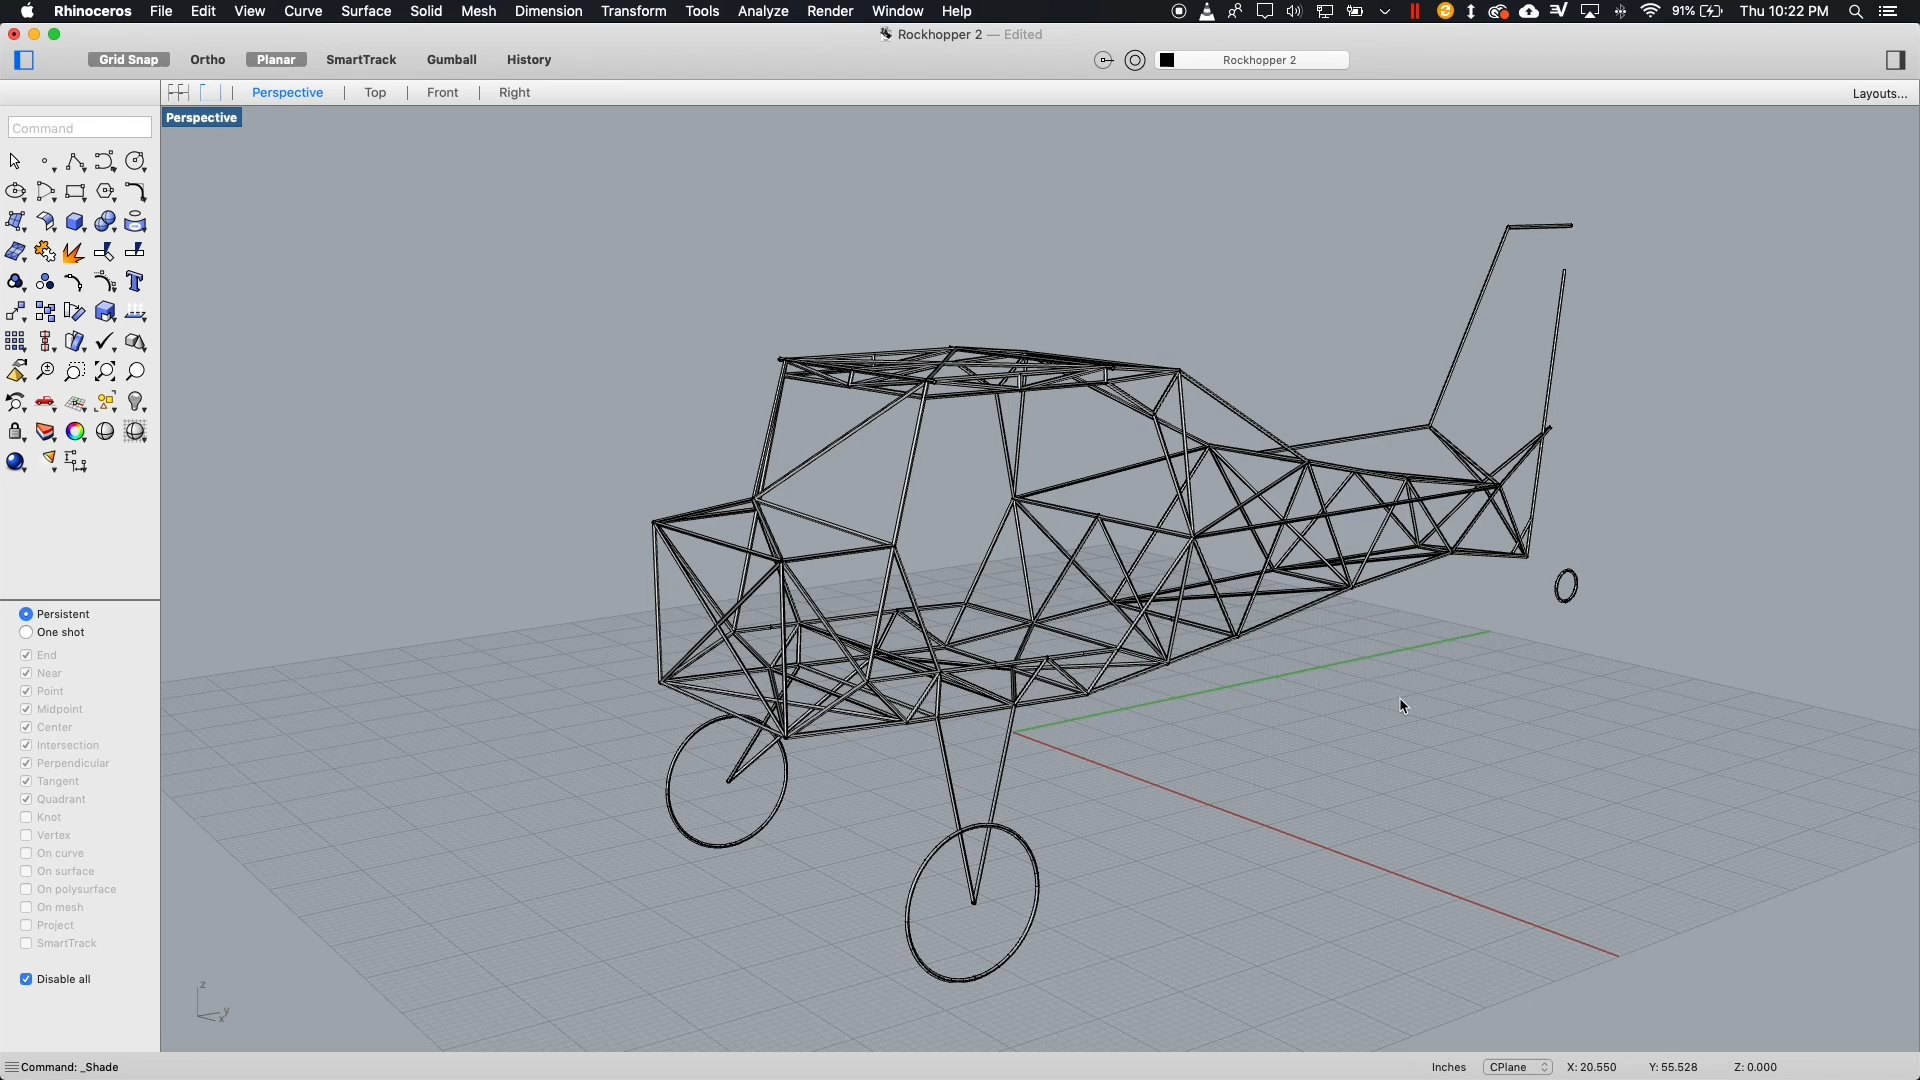 Rhinoceros File Edit View Curve Surface Solid Mesh Dimension Transform Tools Analyze Render Window Help 91% Thu 10:22 PM
Rockhopper 2 — Edited
Grid Snap Ortho Planar SmartTrack Gumball History Rockhopper 2
Perspective Top Front Right Layouts...
Perspective
Command
Persistent
One shot
End
Near
Point
Midpoint
Center
Intersection
Perpendicular
Tangent
Quadrant
Knot
Vertex
On curve
On surface
On polysurface
On mesh
Project
SmartTrack
Disable all
z
y
x
Command: _Shade Inches CPlane X: 20.550 Y: 55.528 Z: 0.000